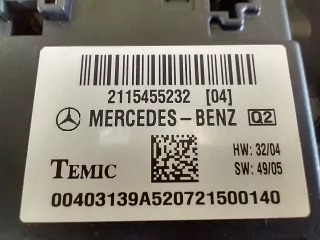 2115455232 [04]
MERCEDES-BENZ Q2
HW: 32/04
TEMIC
SW: 49/05
00403139A520721500140